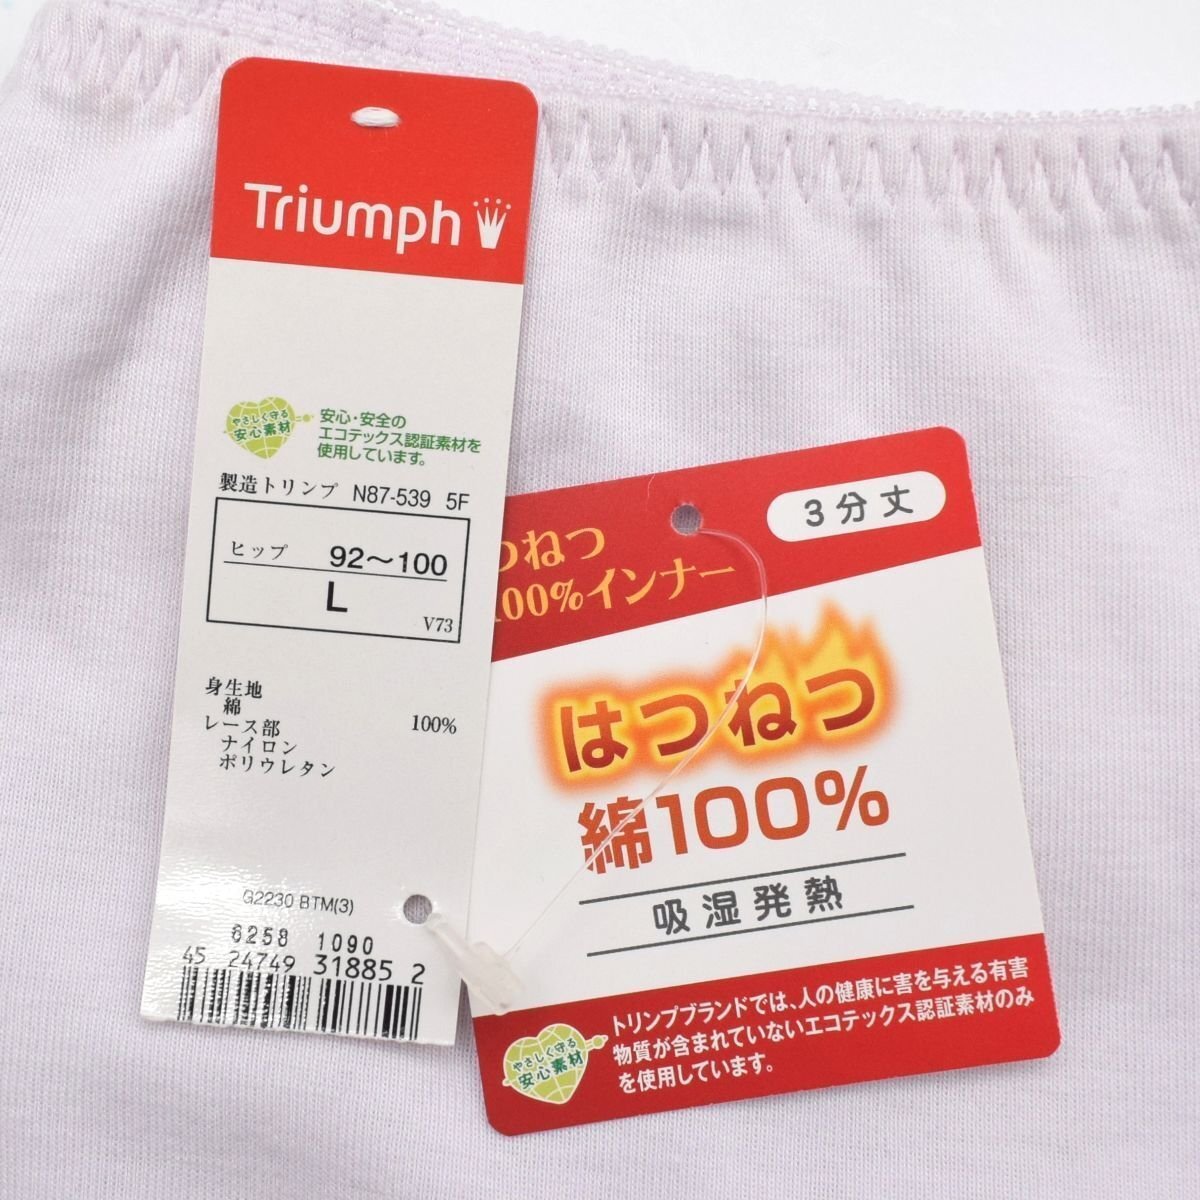 Triumph
やさしく守る
安心素材
安心・安全の
エコテックス認証素材を
使用しています。
製造トリンプ N87-539 5F
ヒップ 92～100
L
V73
身生地
綿 100%
レース部
ナイロン
ポリウレタン
G2230 BTM(3)
6258 1090
45 24749 31885 2
つねつ
100%インナー
3分丈
はつねつ
綿100%
吸湿発熱
やさしく守る
安心素材
トリンプブランドでは、人の健康に害を与える有害
物質が含まれていないエコテックス認証素材のみ
を使用しています。